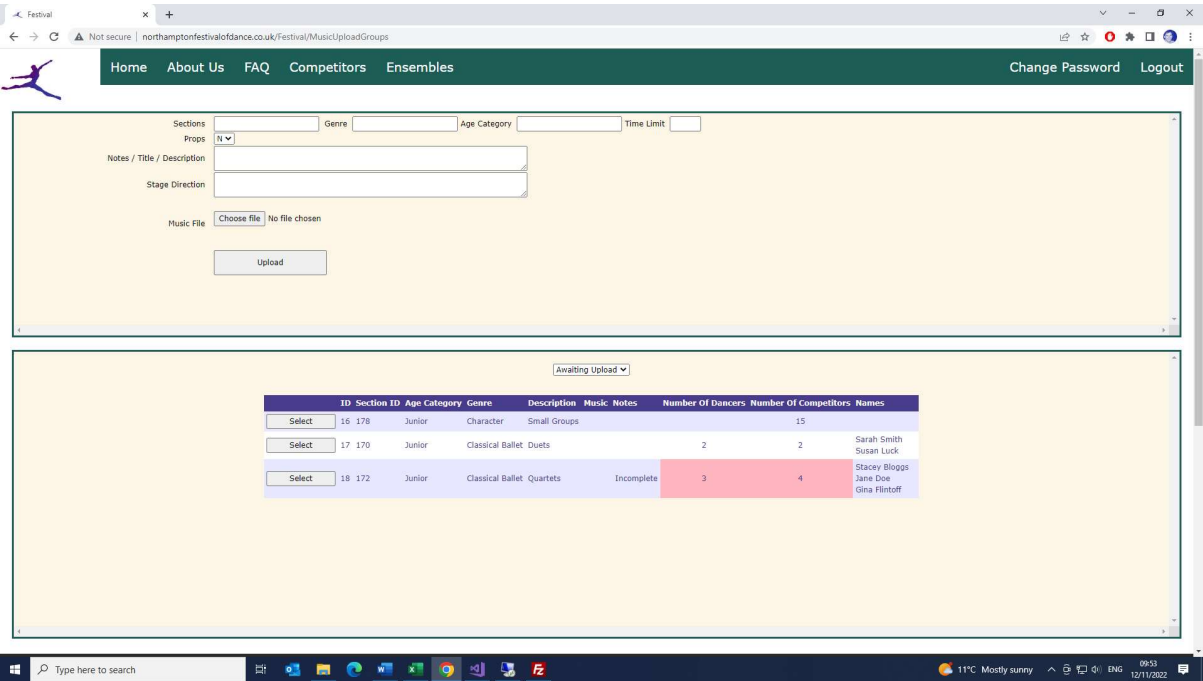 Festival
Not secure | northamptonfestivalofdance.co.uk/Festival/MusicUploadGroups
Home About Us FAQ Competitors Ensembles Change Password Logout
Sections Genre Age Category Time Limit
Props N
Notes / Title / Description
Stage Direction
Music File Choose file No file chosen
Upload
Awaiting Upload
ID Section ID Age Category Genre Description Music Notes Number Of Dancers Number Of Competitors Names
Select 16 178 Junior Character Small Groups 15
Select 17 170 Junior Classical Ballet Duets 2 2 Sarah Smith
Susan Luck
Select 18 172 Junior Classical Ballet Quartets Incomplete 3 4 Stacey Bloggs
Jane Doe
Gina Flintoff
Type here to search 11°C Mostly sunny ENG 09:53
12/11/2022